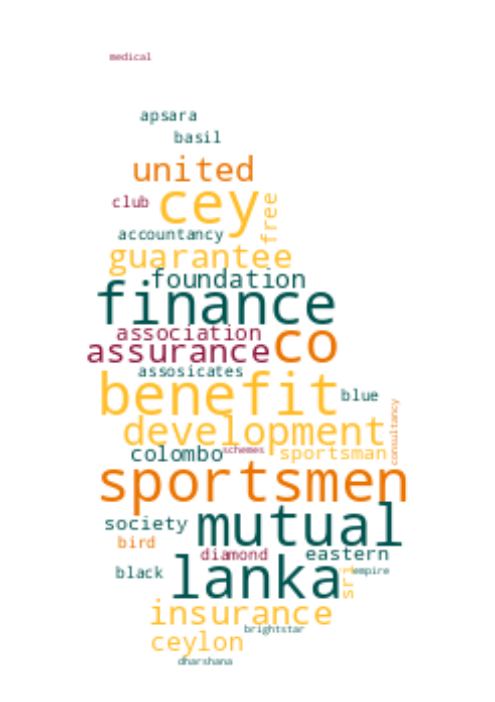 medical
apsara
basil
united
club cey free
accountancy
guarantee
foundation
finance
association
assurance co
assosicates
benefit blue
development consultancy
colombo schemes sportsman
sportsmen
society mutual
bird
diamond eastern
black lanka sri empire
insurance
brightstar
ceylon
dharshana